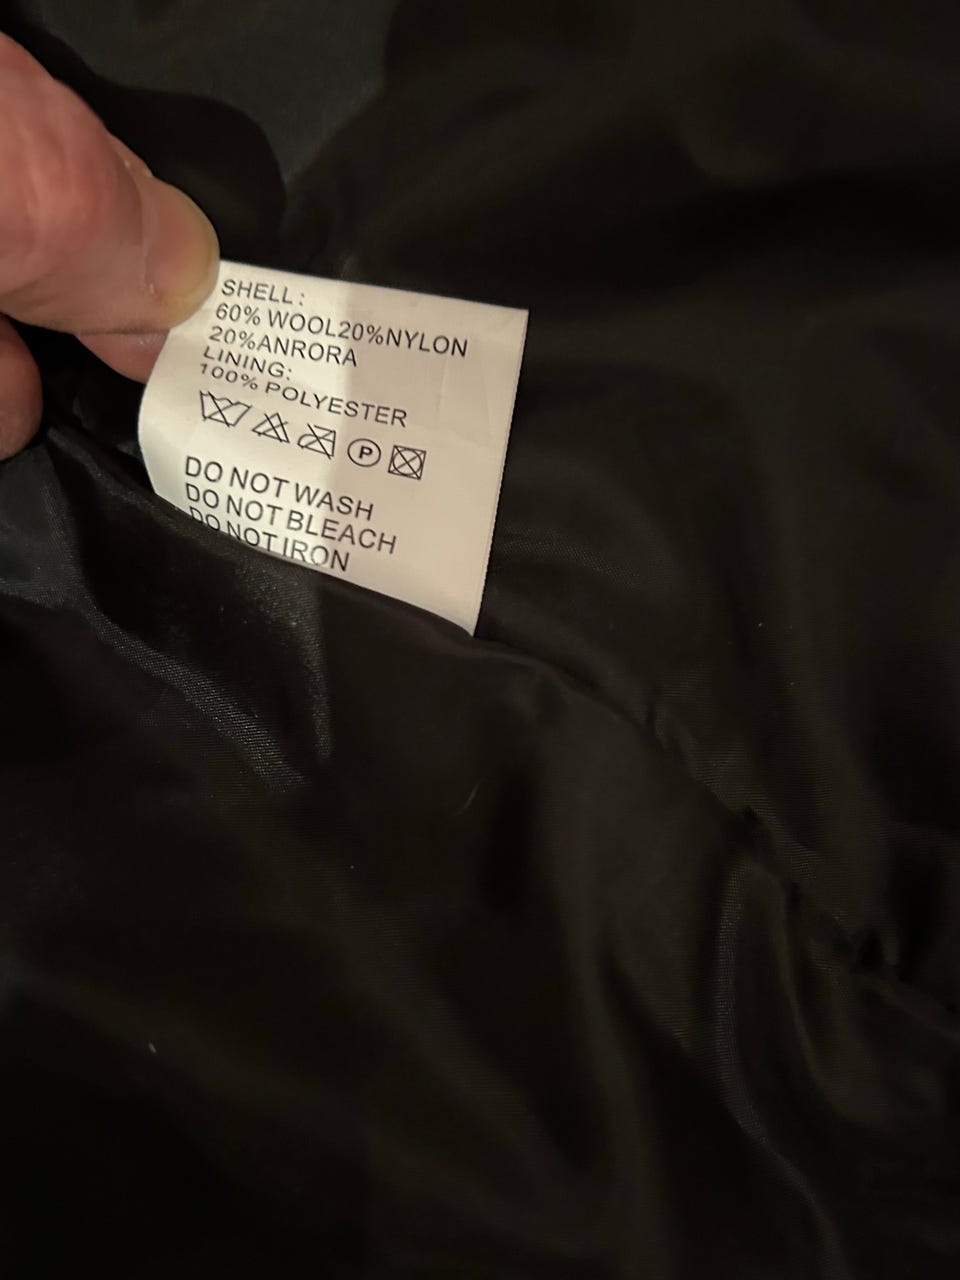 SHELL:
60% WOOL20%NYLON
20%ANRORA
LINING:
100% POLYESTER
P
DO NOT WASH
DO NOT BLEACH
DO NOT IRON